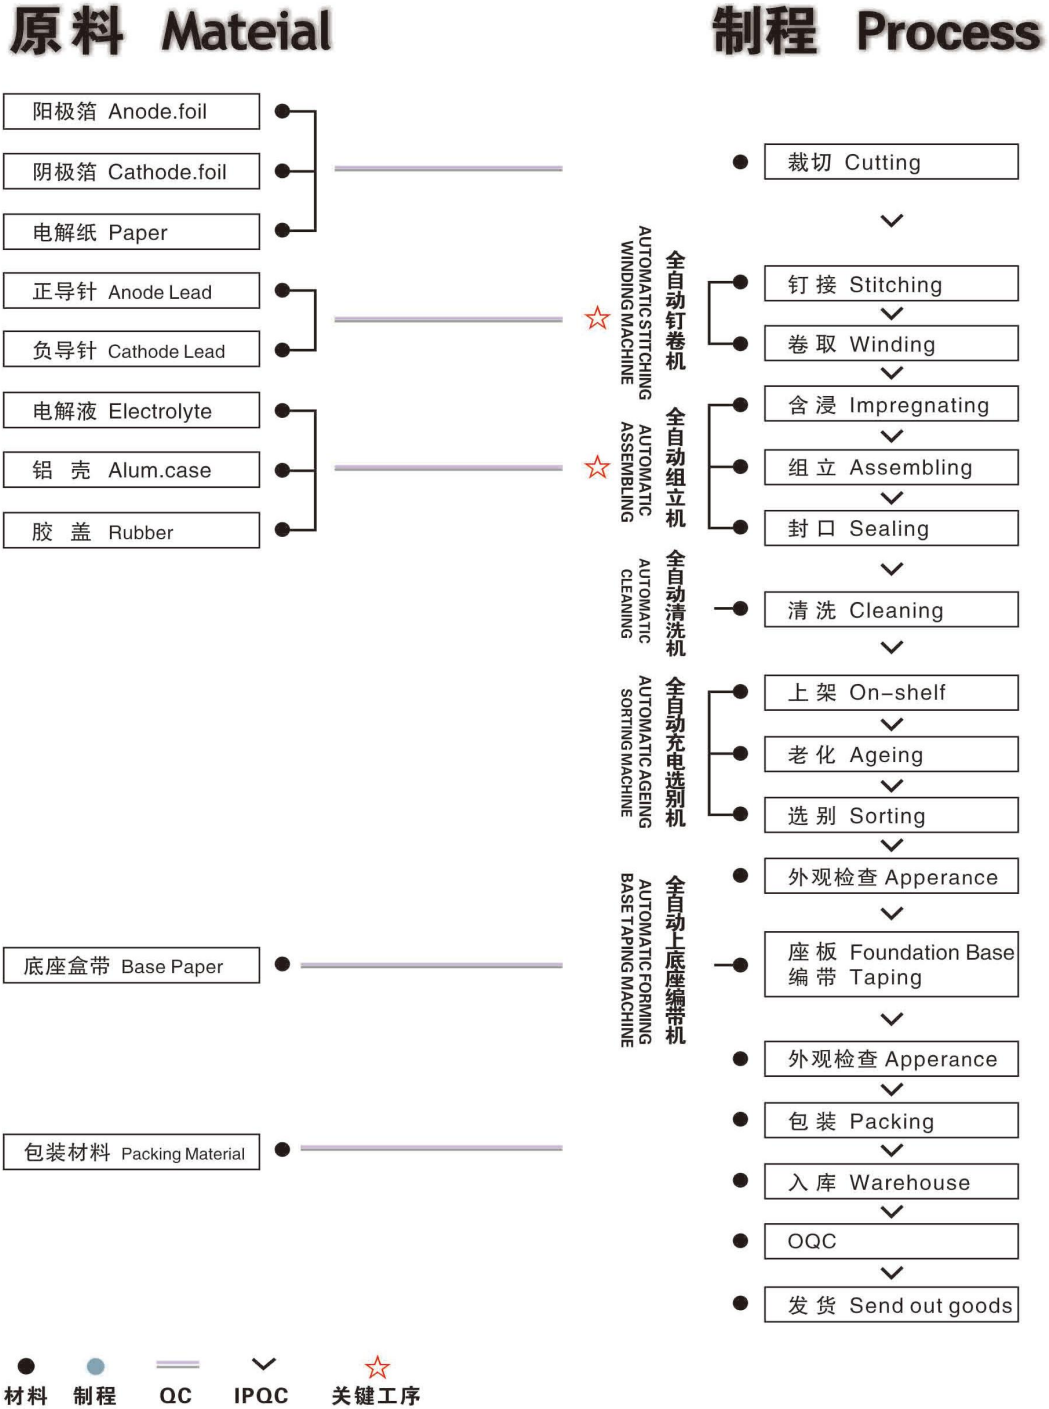 原料 Mateial
制程 Process
阳极箔 Anode.foil
阴极箔 Cathode.foil
电解纸 Paper
正导针 Anode Lead
负导针 Cathode Lead
电解液 Electrolyte
铝 壳 Alum.case
胶 盖 Rubber
底座盒带 Base Paper
包装材料 Packing Material
全自动钉卷机
AUTOMATIC STITCHING
WINDING MACHINE
全自动组立机
AUTOMATIC
ASSEMBLING
全自动清洗机
AUTOMATIC
CLEANING
全自动充电选别机
AUTOMATIC AGEING
SORTING MACHINE
全自动上底座编带机
AUTOMATIC FORMING
BASE TAPING MACHINE
裁切 Cutting
钉接 Stitching
卷取 Winding
含浸 Impregnating
组立 Assembling
封口 Sealing
清洗 Cleaning
上架 On-shelf
老化 Ageing
选别 Sorting
外观检查 Apperance
座板 Foundation Base
编带 Taping
外观检查 Apperance
包装 Packing
入库 Warehouse
OQC
发货 Send out goods
材料 制程 QC IPQC 关键工序